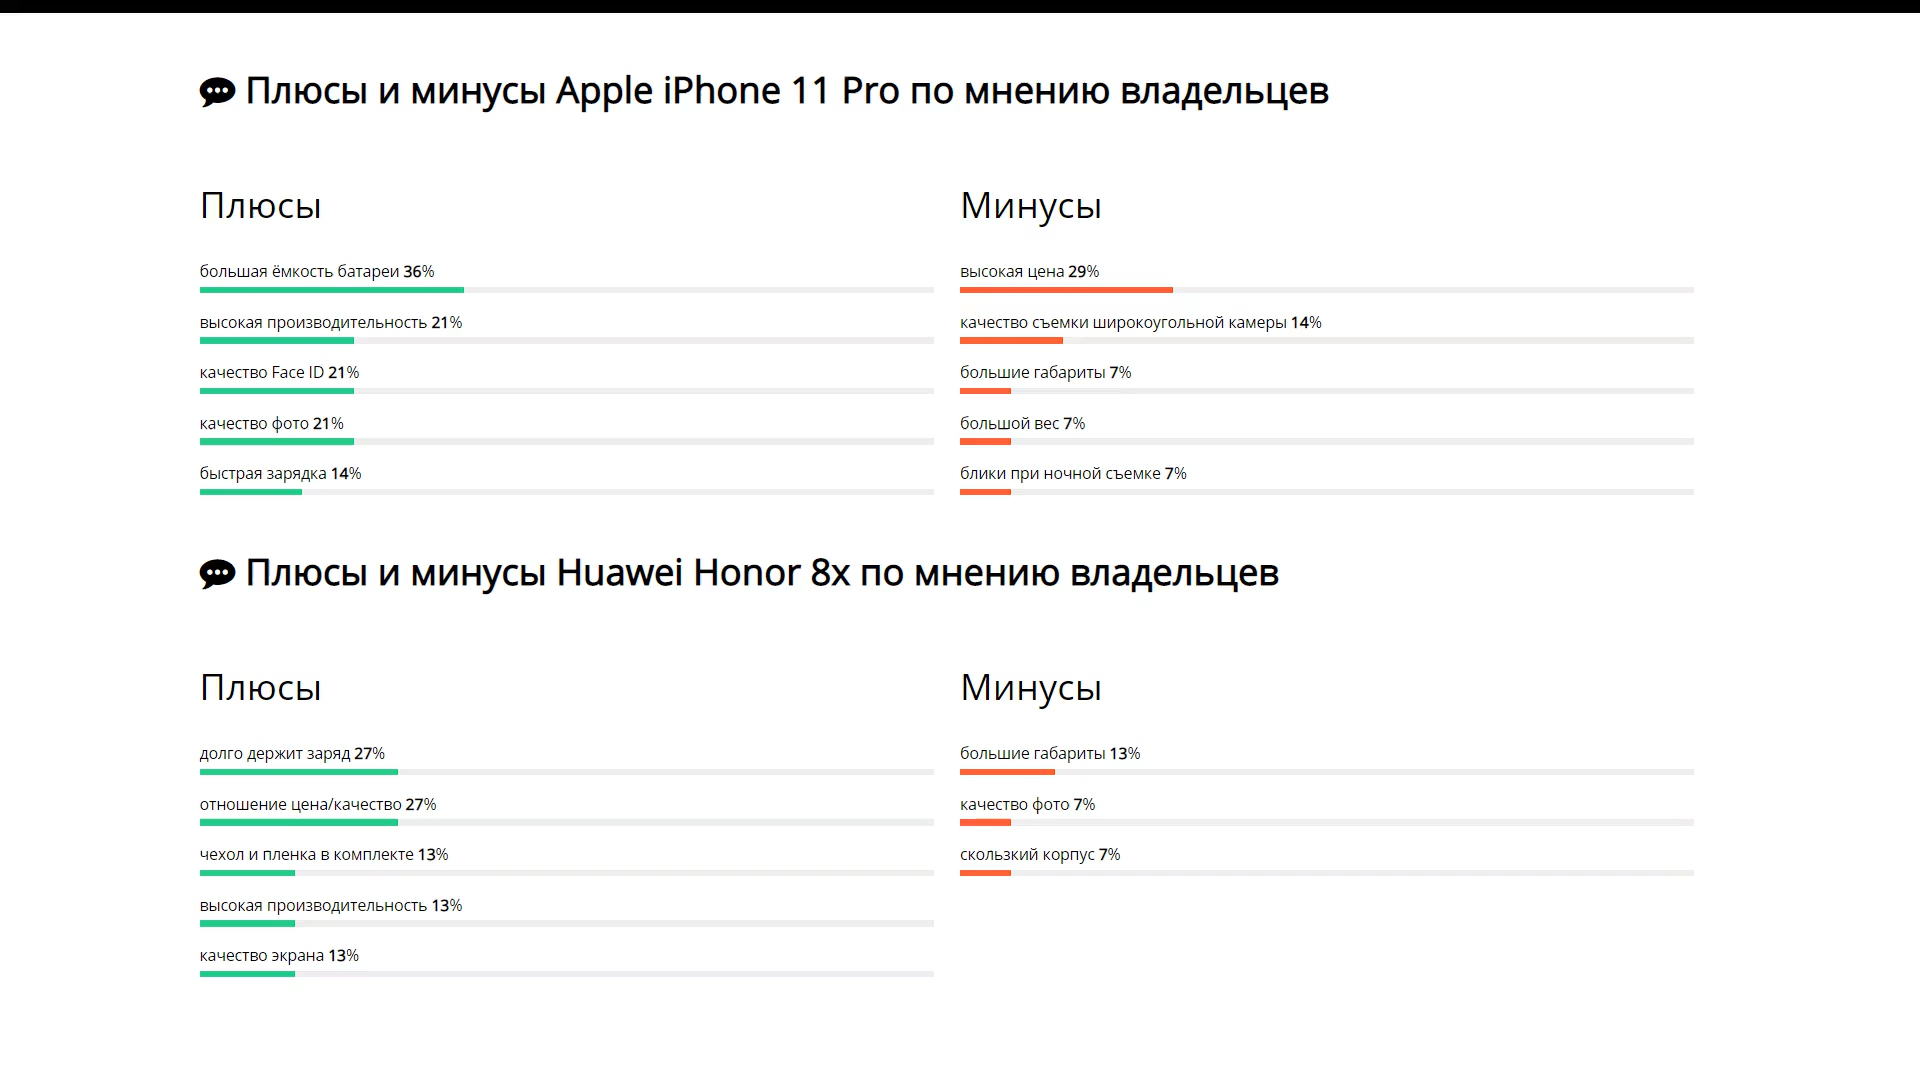 Плюсы и минусы Apple iPhone 11 Pro по мнению владельцев
Плюсы
большая ёмкость батареи 36%
высокая производительность 21%
качество Face ID 21%
качество фото 21%
быстрая зарядка 14%
Минусы
высокая цена 29%
качество съемки широкоугольной камеры 14%
большие габариты 7%
большой вес 7%
блики при ночной съемке 7%
Плюсы и минусы Huawei Honor 8x по мнению владельцев
Плюсы
долго держит заряд 27%
отношение цена/качество 27%
чехол и пленка в комплекте 13%
высокая производительность 13%
качество экрана 13%
Минусы
большие габариты 13%
качество фото 7%
скользкий корпус 7%